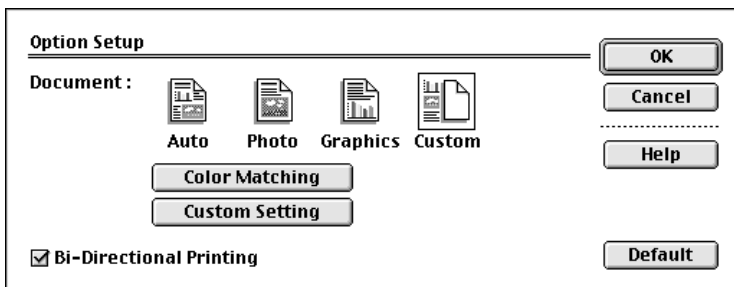 Option Setup
OK
Document :
Cancel
Auto Photo Graphics Custom
Help
Color Matching
Custom Setting
Bi-Directional Printing
Default